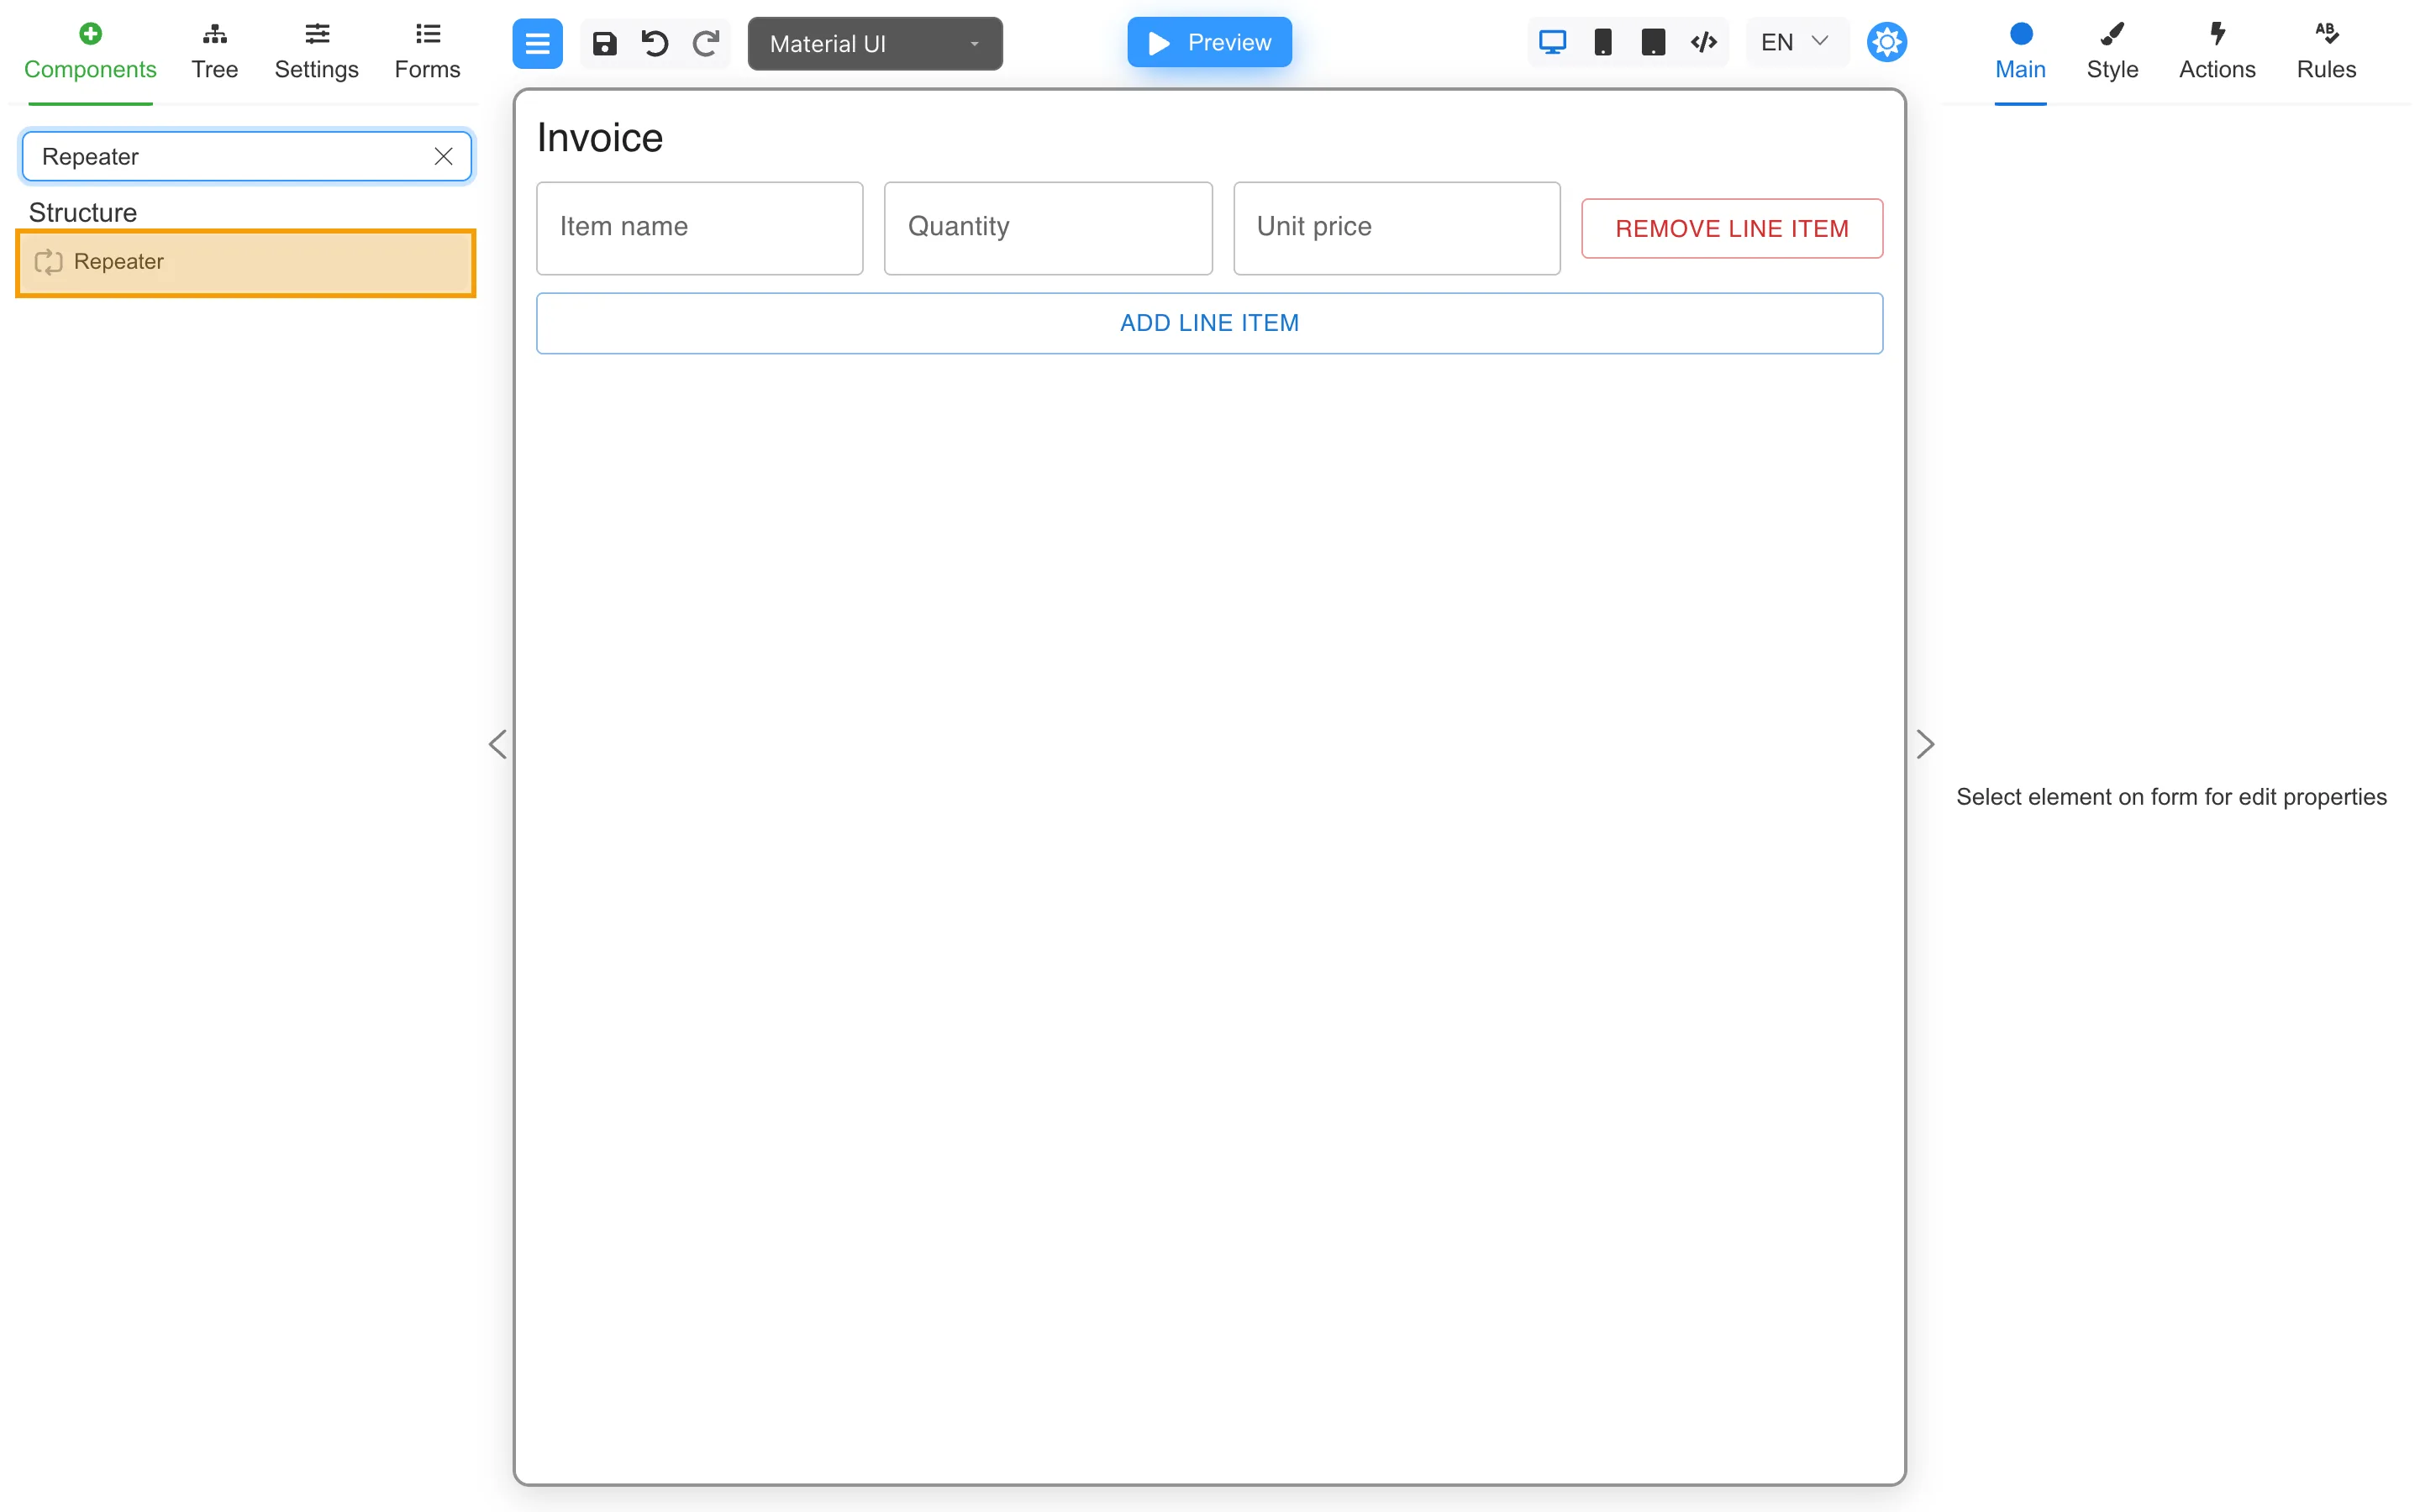 Components Tree Settings Forms
Material UI
Preview
EN
Main Style Actions Rules
Repeater
Structure
Repeater
Invoice
Item name Quantity Unit price REMOVE LINE ITEM
ADD LINE ITEM
Select element on form for edit properties